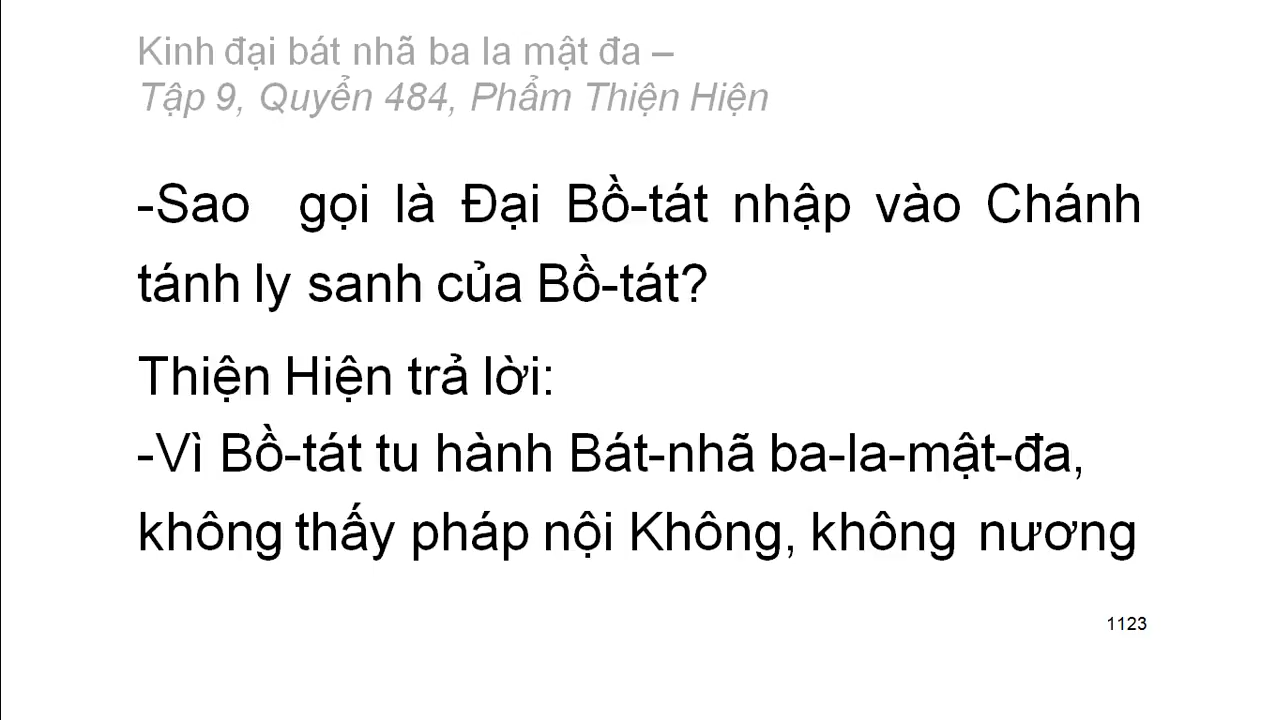 Kinh đại bát nhã ba la mật đa –
Tập 9, Quyển 484, Phẩm Thiện Hiện
-Sao gọi là Đại Bồ-tát nhập vào Chánh
tánh ly sanh của Bồ-tát?
Thiện Hiện trả lời:
-Vì Bồ-tát tu hành Bát-nhã ba-la-mật-đa,
không thấy pháp nội Không, không nương
1123